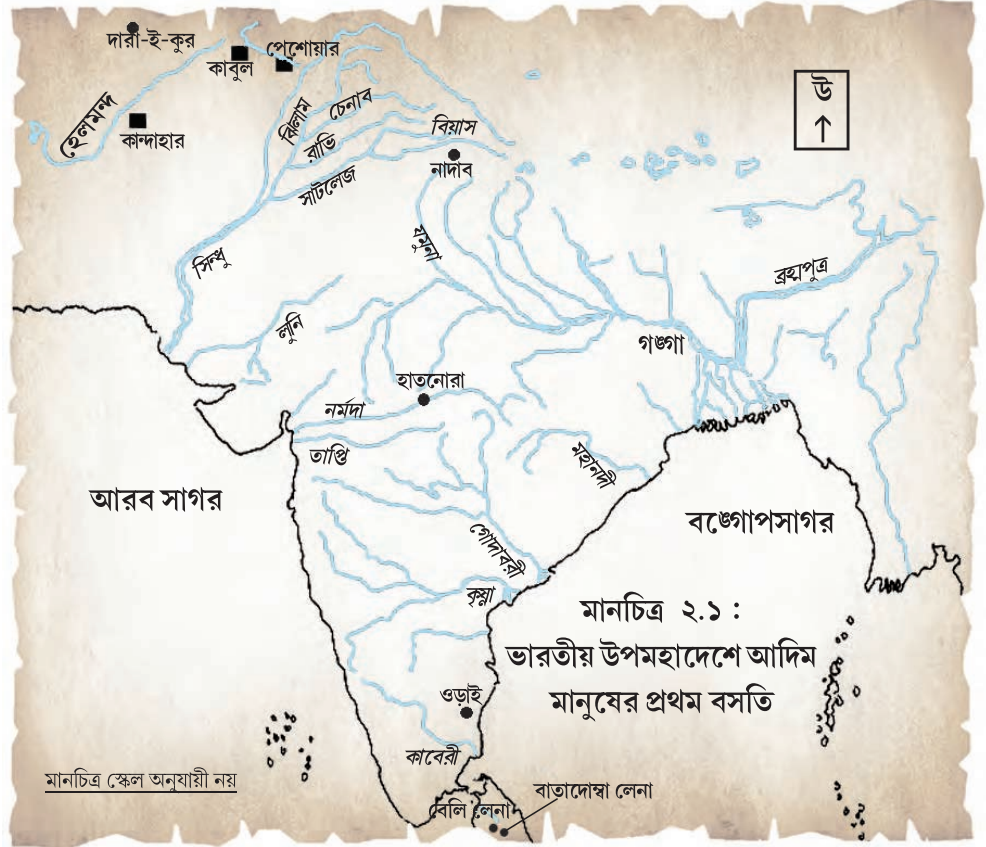 দারী-ই-কুর
কাবুল
পেশোয়ার
হেলমন্দ
কান্দাহার
ঝিলাম
চেনাব
রাভি
বিয়াস
নাদাব
সাটলেজ
উ
সিন্ধু
যমুনা
ব্রহ্মপুত্র
লুনি
গঙ্গা
হাতনোরা
নর্মদা
তাপ্তি
মহানদী
আরব সাগর
বঙ্গোপসাগর
গোদাবরী
কৃষ্ণা
মানচিত্র ২.১ :
ভারতীয় উপমহাদেশে আদিম
মানুষের প্রথম বসতি
ওড়াই
কাবেরী
মানচিত্র স্কেল অনুযায়ী নয়
বাতাদোম্বা লেনা
বেলি লেনা